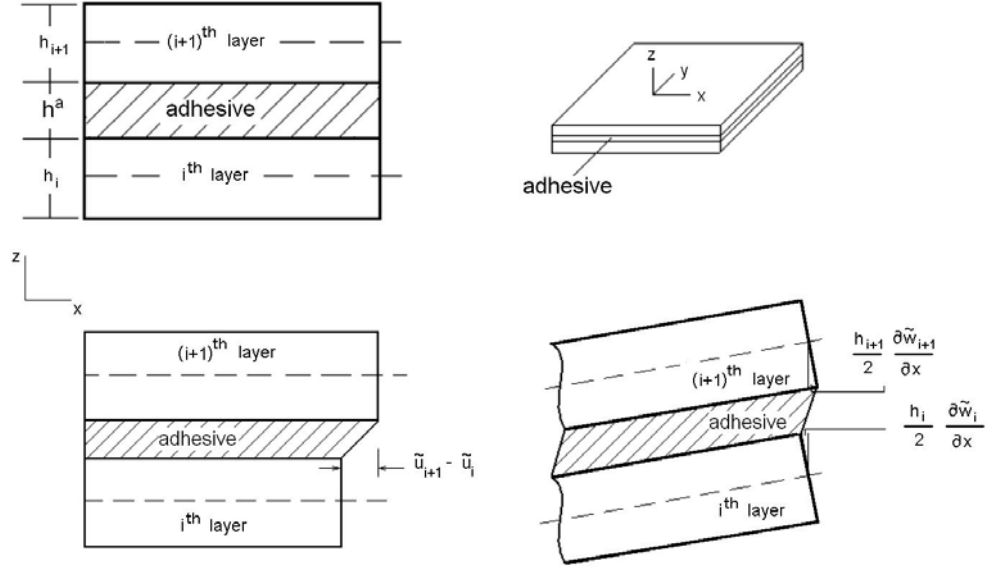 h_{i+1}
(i+1)^{th} layer
h^a
adhesive
h_i
i^{th} layer
z
y
x
adhesive
z
x
(i+1)^{th} layer
adhesive
ũ_{i+1} - ũ_i
i^{th} layer
(i+1)^{th} layer
adhesive
i^{th} layer
h_{i+1}/2 ∂w̃_{i+1}/∂x
h_i/2 ∂w̃_i/∂x